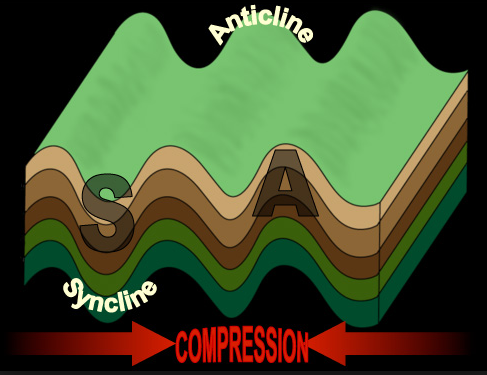 Anticline
S
A
Syncline
COMPRESSION